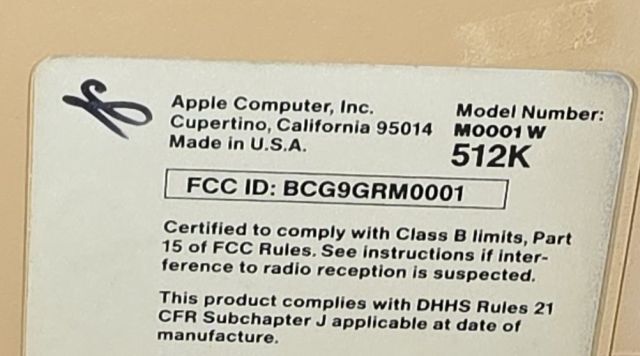 Apple Computer, Inc.
Cupertino, California 95014
Made in U.S.A.
Model Number:
M0001W
512K
FCC ID: BCG9GRM0001
Certified to comply with Class B limits, Part
15 of FCC Rules. See instructions if inter-
ference to radio reception is suspected.
This product complies with DHHS Rules 21
CFR Subchapter J applicable at date of
manufacture.